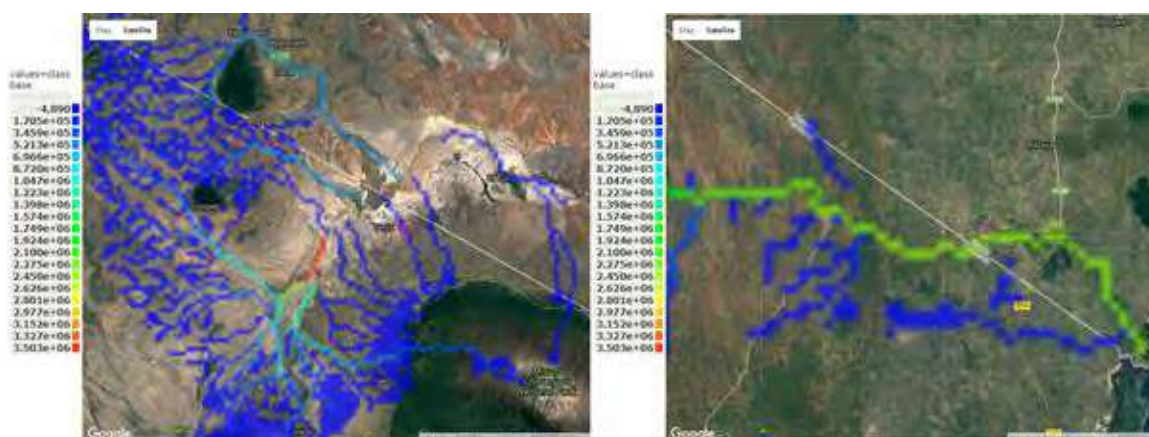 Satellite
values=class
base
-4,890
1.705e+05
3.459e+05
5.213e+05
6.966e+05
8.720e+05
1.047e+06
1.223e+06
1.398e+06
1.574e+06
1.749e+06
1.924e+06
2.100e+06
2.275e+06
2.450e+06
2.626e+06
2.801e+06
2.977e+06
3.152e+06
3.327e+06
3.503e+06
Google
Satellite
values=class
base
-4,890
1.705e+05
3.459e+05
5.213e+05
6.966e+05
8.720e+05
1.047e+06
1.223e+06
1.398e+06
1.574e+06
1.749e+06
1.924e+06
2.100e+06
2.275e+06
2.450e+06
2.626e+06
2.801e+06
2.977e+06
3.152e+06
3.327e+06
3.503e+06
Google